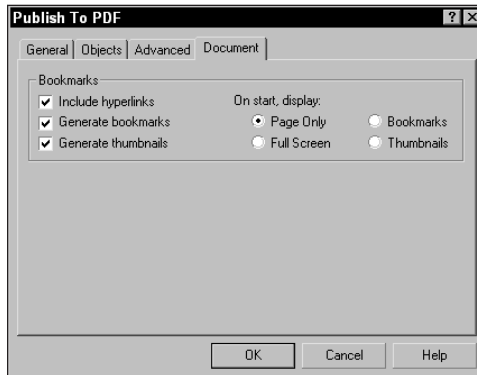 Publish To PDF
General Objects Advanced Document
Bookmarks
Include hyperlinks On start, display:
Generate bookmarks Page Only Bookmarks
Generate thumbnails Full Screen Thumbnails
OK Cancel Help